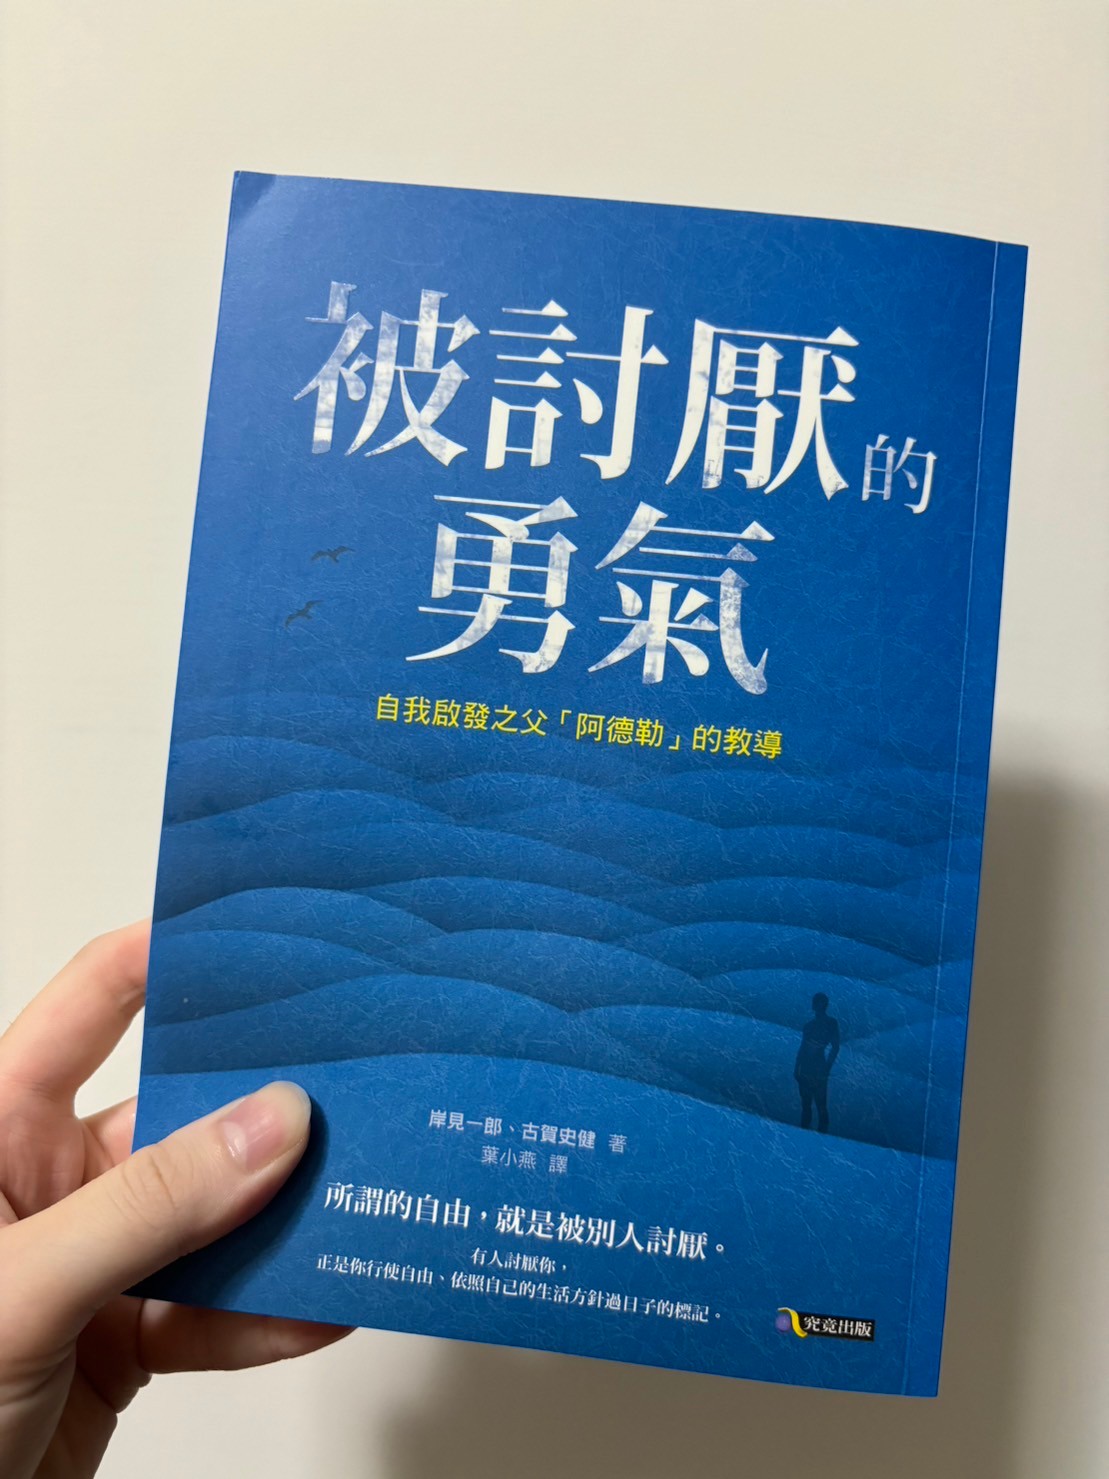 被討厭的
勇氣
自我啟發之父「阿德勒」的教導
岸見一郎、古賀史健 著
葉小燕 譯
所謂的自由，就是被別人討厭。
有人討厭你，
正是你行使自由、依照自己的生活方針過日子的標記。
究竟出版